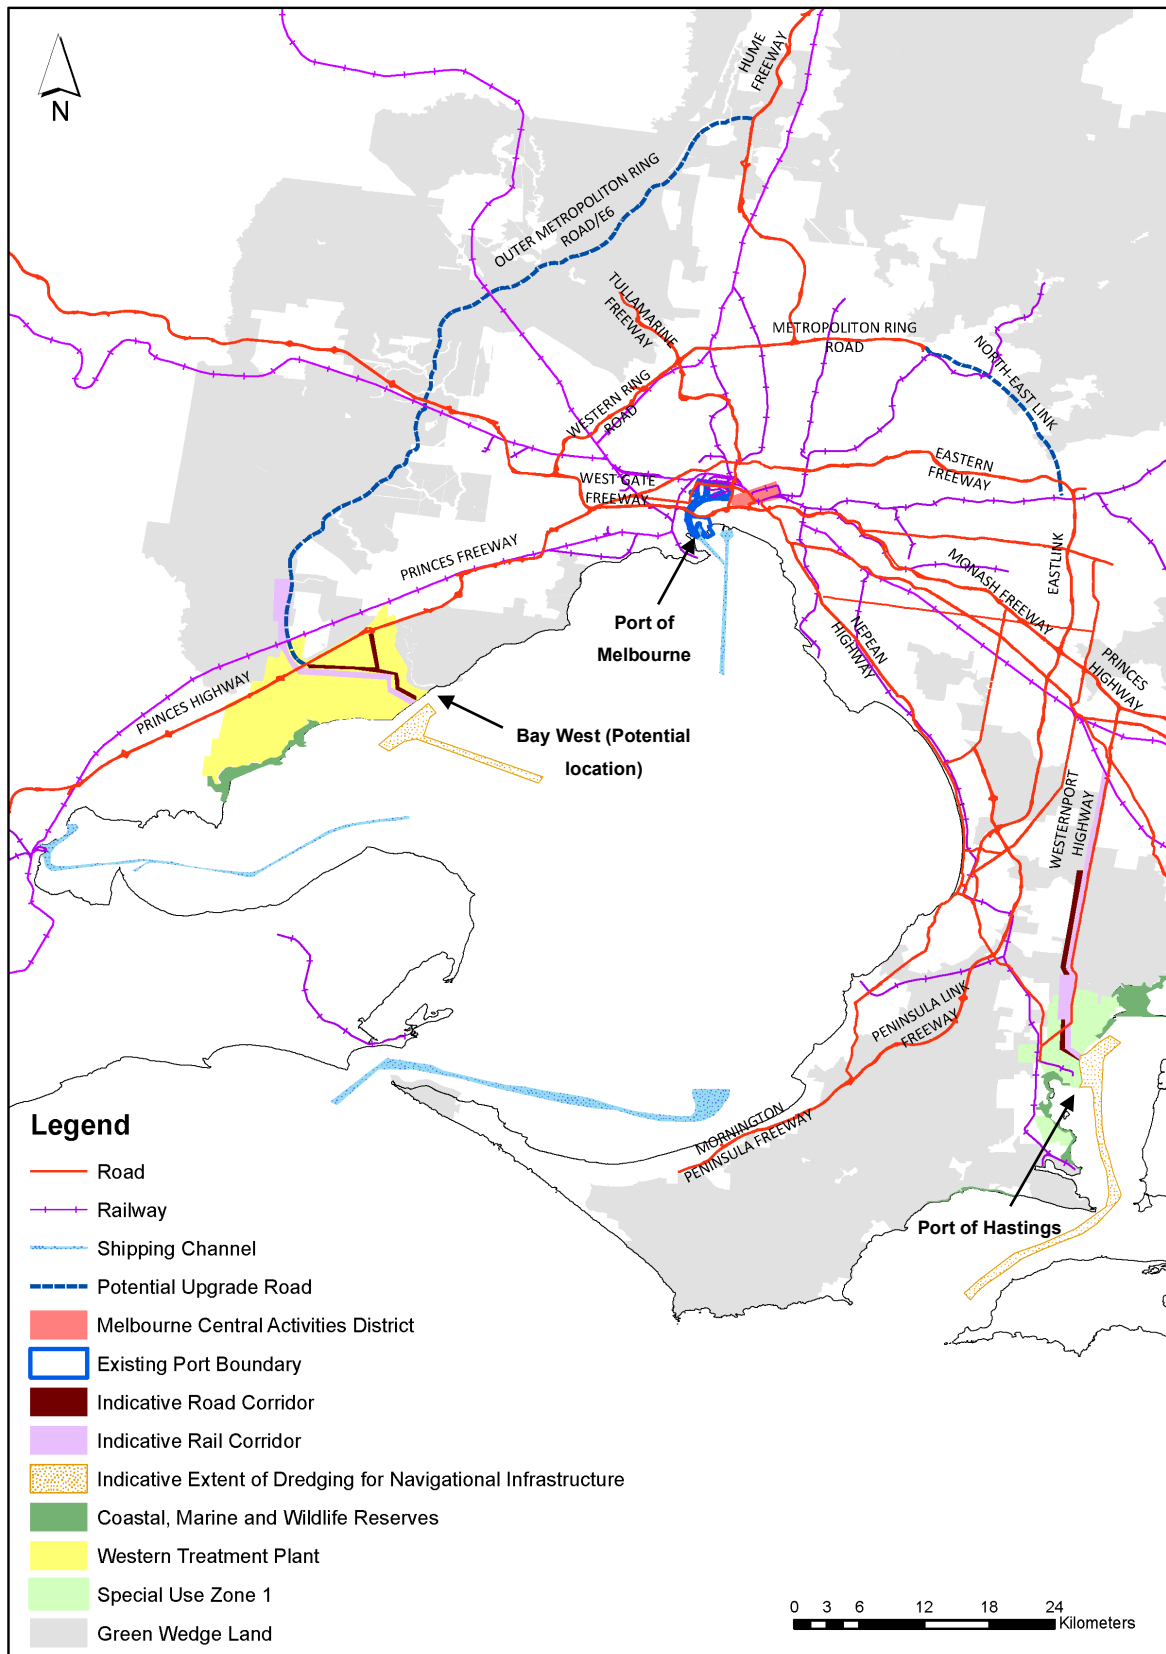 N
HUME
FREEWAY
OUTER METROPOLITON RING
ROAD/E6
TULLAMARINE
FREEWAY
METROPOLITON RING
ROAD
NORTH-EAST LINK
WESTERN RING
ROAD
EASTERN
FREEWAY
WEST GATE
FREEWAY
PRINCES FREEWAY
MONASH FREEWAY
EASTLINK
Port of
Melbourne
NEPEAN
HIGHWAY
PRINCES
HIGHWAY
PRINCES HIGHWAY
Bay West (Potential
location)
WESTERNPORT
HIGHWAY
PENINSULA LINK
FREEWAY
MORNINGTON
PENINSULA FREEWAY
Port of Hastings
Legend
Road
Railway
Shipping Channel
Potential Upgrade Road
Melbourne Central Activities District
Existing Port Boundary
Indicative Road Corridor
Indicative Rail Corridor
Indicative Extent of Dredging for Navigational Infrastructure
Coastal, Marine and Wildlife Reserves
Western Treatment Plant
Special Use Zone 1
Green Wedge Land
0 3 6 12 18 24
Kilometers